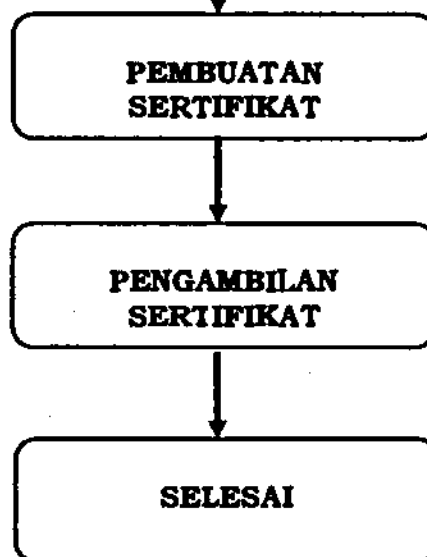 PEMBUATAN
SERTIFIKAT
PENGAMBILAN
SERTIFIKAT
SELESAI